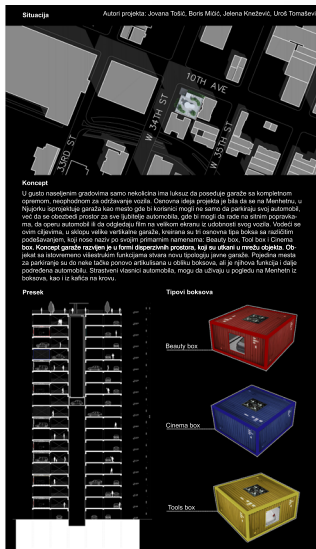 Situacija
Autori projekta: Jovana Tošić, Boris Mičić, Jelena Knežević, Uroš Tomašević
10TH AVE
W 34TH ST
W 33RD ST
W 35TH ST
Koncept
U gusto naseljenim gradovima samo nekolicina ima luksuz da poseduje garaže sa kompletnom
opremom, neophodnom za održavanje vozila. Osnovna ideja projekta je bila da se na Menhetnu, u
Njujorku isprojektuje garaža kao mesto gde bi korisnici mogli ne samo da parkiraju svoj automobil,
već da se obezbedi prostor za sve ljubitelje automobila, gde bi mogli da rade na sitnim popravka-
ma, da operu automobil ili da odgledaju film na velikom ekranu iz udobnosti svog vozila. Vodeći se
ovim ciljevima, u sklopu velike vertikalne garaže, kreirana su tri osnovna tipa boksa sa različitim
podešavanjem, koji nose naziv po svojim primarnim namenama: Beauty box, Tool box i Cinema
box. Koncept garaže razvijen je u formi disperzivnih prostora, koji su utkani u mrežu objekta. Ob-
jekat sa istovremeno višestrukim funkcijama stvara novu tipologiju javne garaže. Pojedina mesta
za parkiranje su do neke tačke ponovo artikulisana u obliku boksova, ali je njihova funkcija i dalje
podređena automobilu. Strastveni vlasnici automobila, mogu da uživaju u pogledu na Menhetn iz
boksova, kao i iz kafića na krovu.
Presek
Tipovi boksova
Beauty box
Cinema box
Tools box